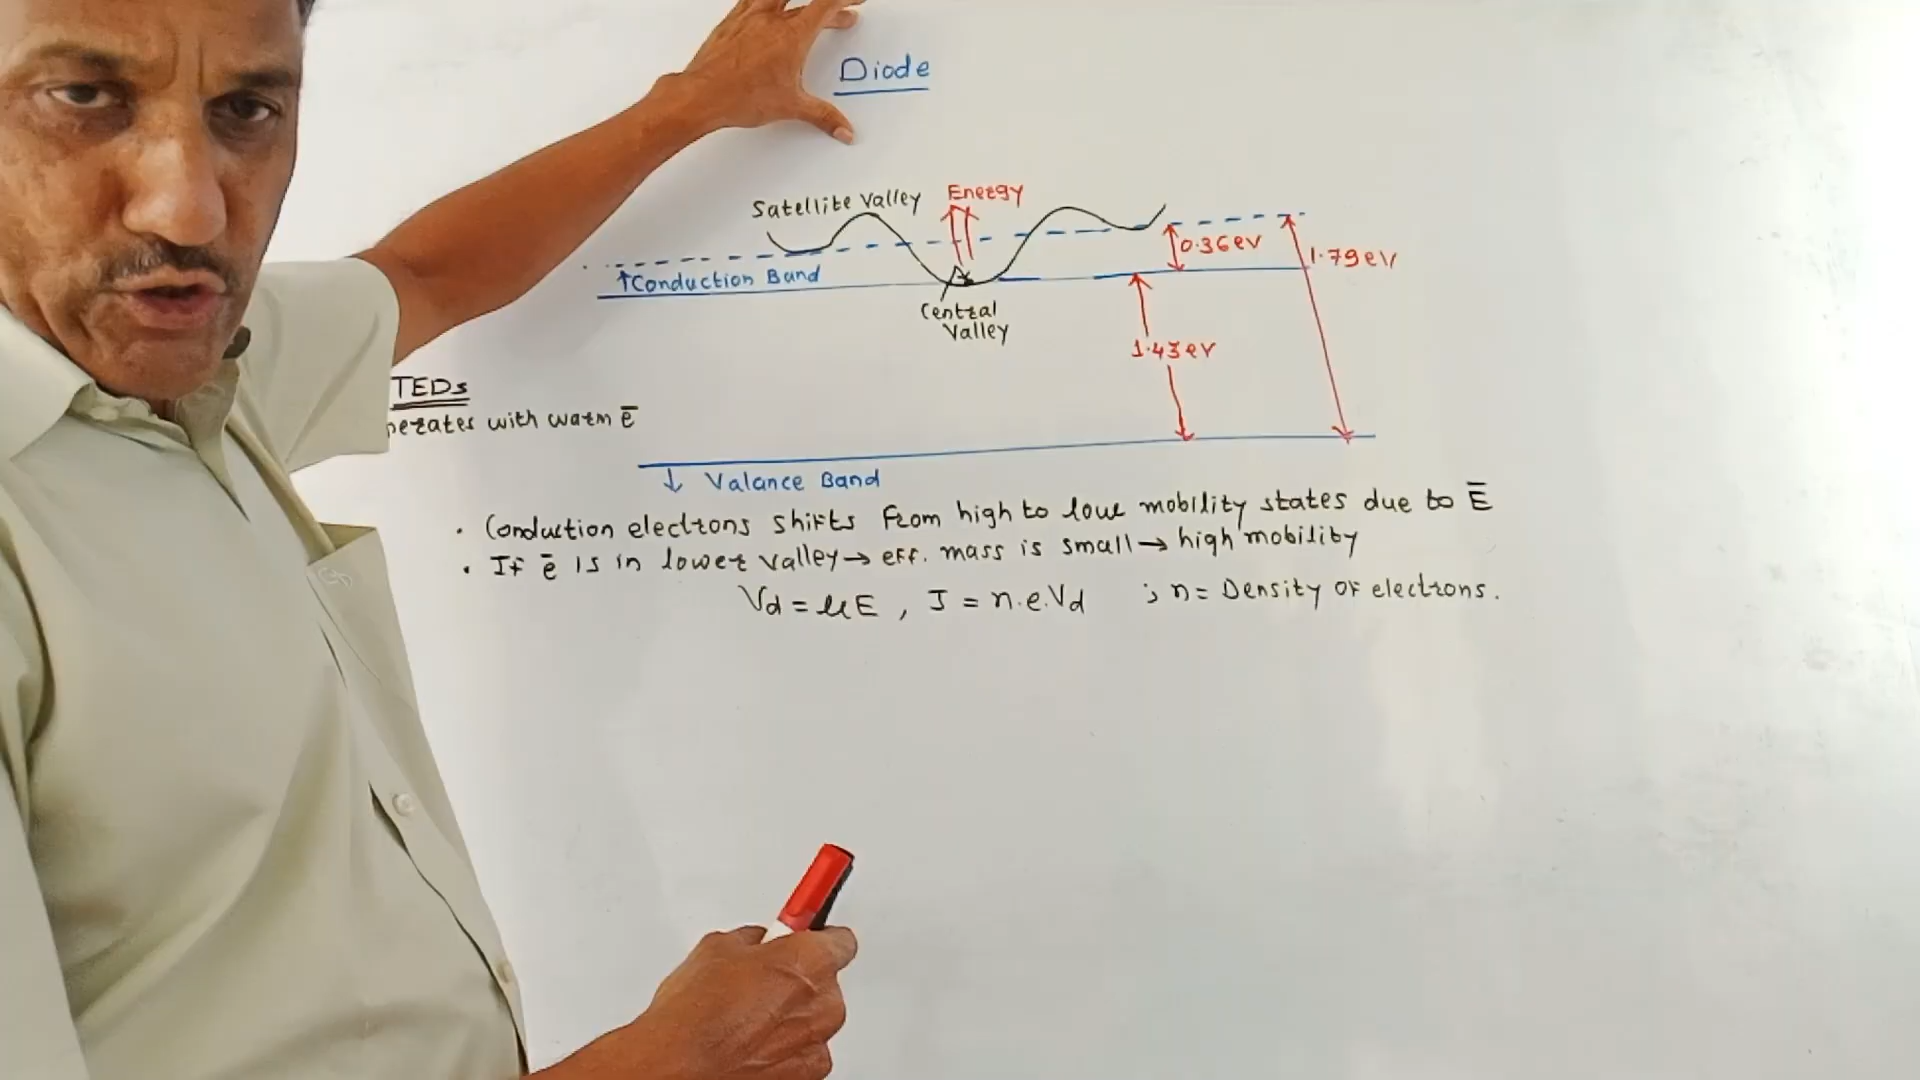 Diode
Satellite Valley
Energy
0.36eV
1.79eV
↑Conduction Band
Central
Valley
1.43eV
TEDs
perates with warm e̅
↓ Valance Band
• Conduction electrons shifts from high to low mobility states due to E̅
• If e̅ is in lower valley → eff. mass is small → high mobility
Vd = μE , J = n.e.Vd ; n = Density of electrons.